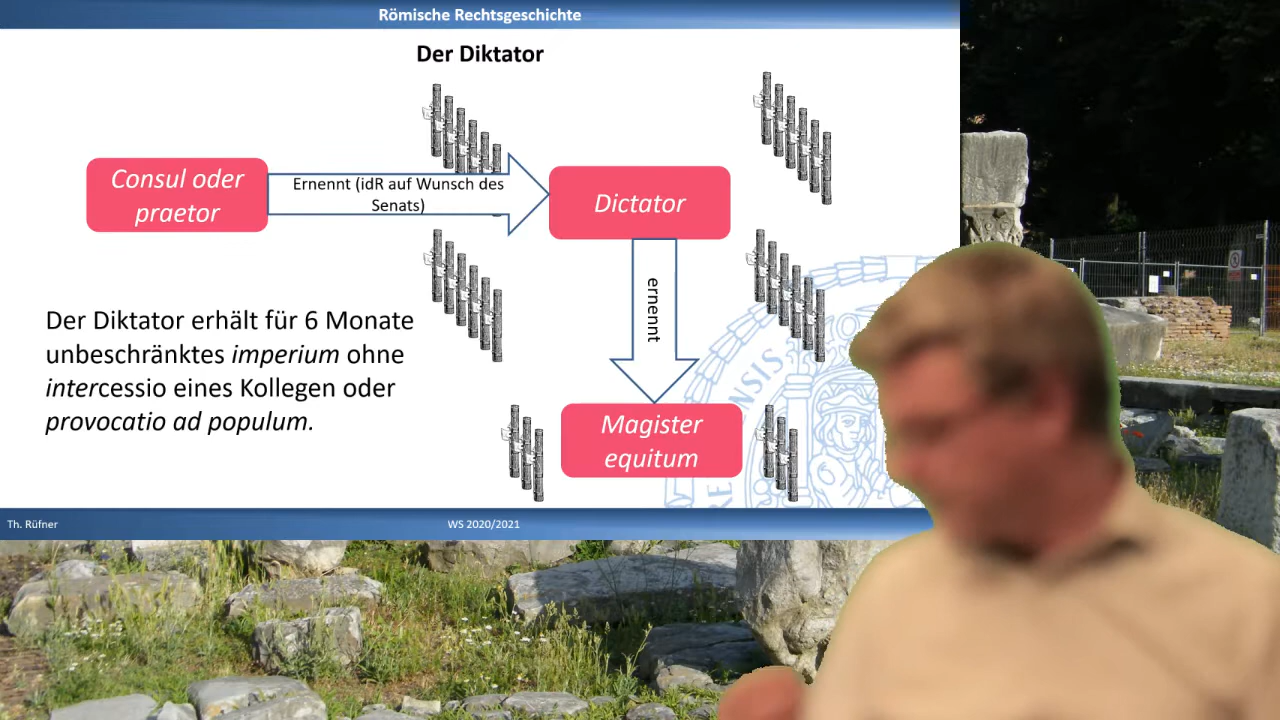 Römische Rechtsgeschichte
Der Diktator
Consul oder
praetor
Ernennt (idR auf Wunsch des
Senats)
Dictator
ernennt
Der Diktator erhält für 6 Monate
unbeschränktes imperium ohne
intercessio eines Kollegen oder
provocatio ad populum.
Magister
equitum
Th. Rüfner
WS 2020/2021